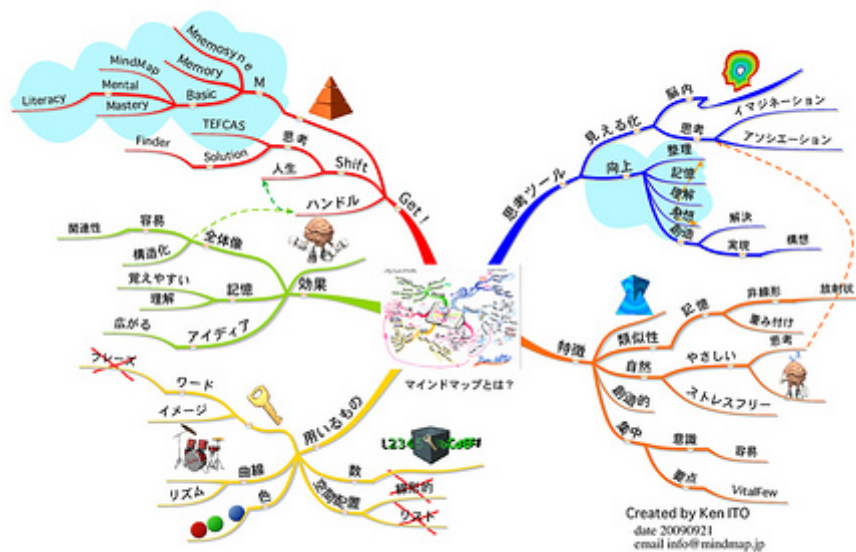 Mnemosyne
MindMap
Memory
M
Mental
Basic
Literacy
Mastery
TEFCAS
思考
Finder
Solution
Shift
人生
ハンドル
Get!
容易
関連性
全体像
構造化
効果
覚えやすい
記憶
理解
広がる
アイディア
フレーズ
ワード
イメージ
用いるもの
曲線
リズム
色
数
空間配置
線形的
リスト
マインドマップとは?
脳内
見える化
イマジネーション
思考
アソシエーション
思考ツール
向上
整理
記憶
理解
発想
創造
解決
実現
構想
特徴
類似性
記憶
非線形
放射状
重み付け
自然
やさしい
思考
ストレスフリー
創造的
集中
意識
容易
要点
VitalFew
Created by Ken ITO
date 20090921
email info@mindmap.jp